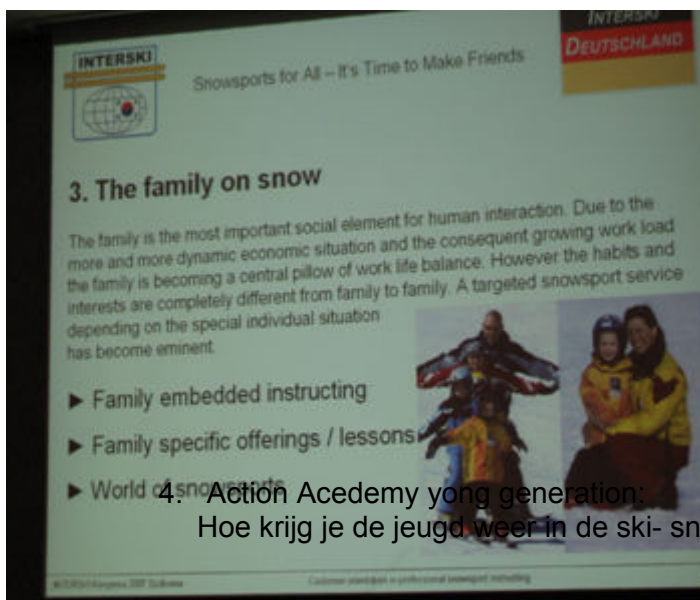 INTERSKI
INTERSKI
DEUTSCHLAND
Snowsports for All – It's Time to Make Friends
3. The family on snow
The family is the most important social element for human interaction. Due to the
more and more dynamic economic situation and the consequent growing work load
the family is becoming a central pillow of work life balance. However the habits and
interests are completely different from family to family. A targeted snowsport service
depending on the special individual situation
has become eminent.
► Family embedded instructing
► Family specific offerings / lessons
► World of snowsports
4. Action Acedemy yong generation:
Hoe krijg je de jeugd weer in de ski- sn